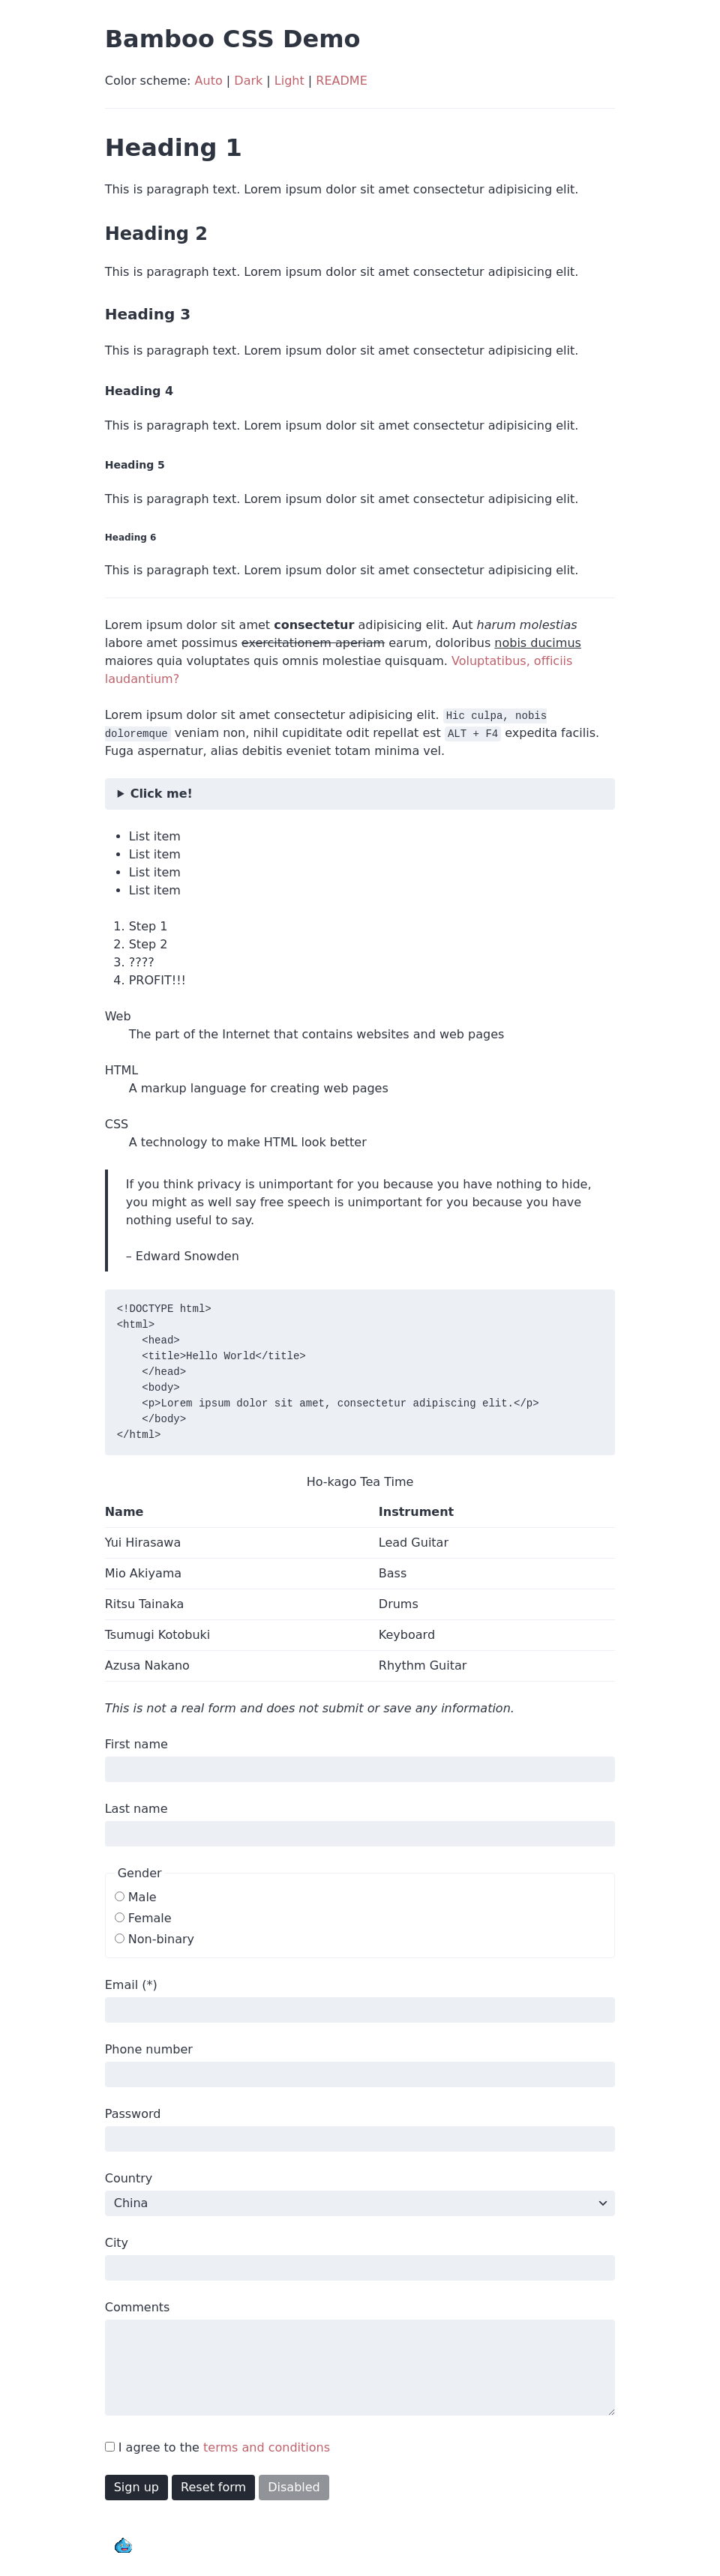 Bamboo CSS Demo
Color scheme: Auto | Dark | Light | README
Heading 1
This is paragraph text. Lorem ipsum dolor sit amet consectetur adipisicing elit.
Heading 2
This is paragraph text. Lorem ipsum dolor sit amet consectetur adipisicing elit.
Heading 3
This is paragraph text. Lorem ipsum dolor sit amet consectetur adipisicing elit.
Heading 4
This is paragraph text. Lorem ipsum dolor sit amet consectetur adipisicing elit.
Heading 5
This is paragraph text. Lorem ipsum dolor sit amet consectetur adipisicing elit.
Heading 6
This is paragraph text. Lorem ipsum dolor sit amet consectetur adipisicing elit.
Lorem ipsum dolor sit amet consectetur adipisicing elit. Aut harum molestias
labore amet possimus exercitationem aperiam earum, doloribus nobis ducimus
maiores quia voluptates quis omnis molestiae quisquam. Voluptatibus, officiis
laudantium?
Lorem ipsum dolor sit amet consectetur adipisicing elit. Hic culpa, nobis
doloremque veniam non, nihil cupiditate odit repellat est ALT + F4 expedita facilis.
Fuga aspernatur, alias debitis eveniet totam minima vel.
Click me!
• List item
• List item
• List item
• List item
1. Step 1
2. Step 2
3. ????
4. PROFIT!!!
Web
The part of the Internet that contains websites and web pages
HTML
A markup language for creating web pages
CSS
A technology to make HTML look better
If you think privacy is unimportant for you because you have nothing to hide,
you might as well say free speech is unimportant for you because you have
nothing useful to say.
– Edward Snowden
<!DOCTYPE html>
<html>
    <head>
    <title>Hello World</title>
    </head>
    <body>
    <p>Lorem ipsum dolor sit amet, consectetur adipiscing elit.</p>
    </body>
</html>
Ho-kago Tea Time
Name Instrument
Yui Hirasawa Lead Guitar
Mio Akiyama Bass
Ritsu Tainaka Drums
Tsumugi Kotobuki Keyboard
Azusa Nakano Rhythm Guitar
This is not a real form and does not submit or save any information.
First name
Last name
Gender
Male
Female
Non-binary
Email (*)
Phone number
Password
Country
China
City
Comments
I agree to the terms and conditions
Sign up Reset form Disabled